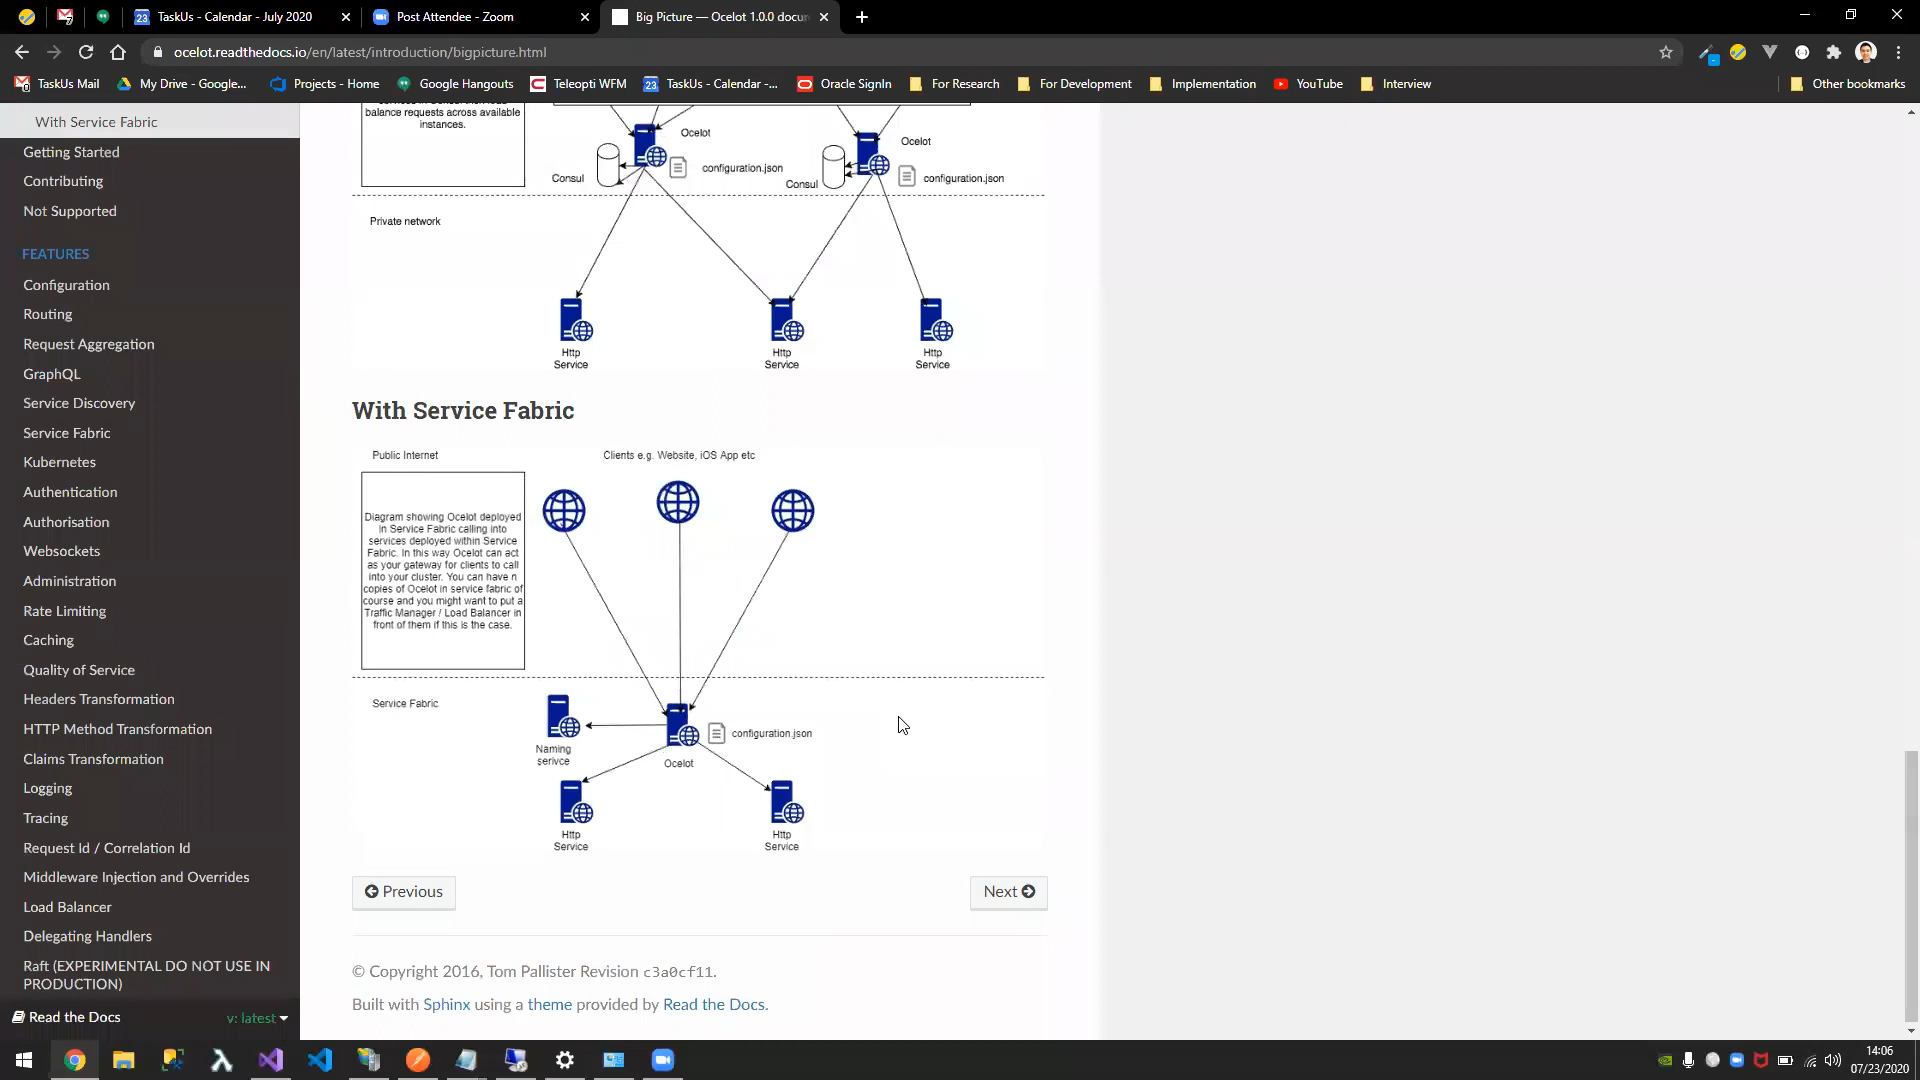 TaskUs - Calendar - July 2020
Post Attendee - Zoom
Big Picture — Ocelot 1.0.0 docu
ocelot.readthedocs.io/en/latest/introduction/bigpicture.html
TaskUs Mail
My Drive - Google...
Projects - Home
Google Hangouts
Teleopti WFM
TaskUs - Calendar -...
Oracle SignIn
For Research
For Development
Implementation
YouTube
Interview
Other bookmarks
With Service Fabric
Getting Started
Contributing
Not Supported
FEATURES
Configuration
Routing
Request Aggregation
GraphQL
Service Discovery
Service Fabric
Kubernetes
Authentication
Authorisation
Websockets
Administration
Rate Limiting
Caching
Quality of Service
Headers Transformation
HTTP Method Transformation
Claims Transformation
Logging
Tracing
Request Id / Correlation Id
Middleware Injection and Overrides
Load Balancer
Delegating Handlers
Raft (EXPERIMENTAL DO NOT USE IN
PRODUCTION)
Read the Docs
v: latest
balance requests across available
instances.
Ocelot
configuration.json
Consul
Ocelot
configuration.json
Consul
Private network
Http
Service
Http
Service
Http
Service
With Service Fabric
Public Internet
Clients e.g. Website, iOS App etc
Diagram showing Ocelot deployed
in Service Fabric calling into
services deployed within Service
Fabric. In this way Ocelot can act
as your gateway for clients to call
into your cluster. You can have n
copies of Ocelot in service fabric of
course and you might want to put a
Traffic Manager / Load Balancer in
front of them if this is the case.
Service Fabric
Naming
serivce
configuration.json
Ocelot
Http
Service
Http
Service
Previous
Next
© Copyright 2016, Tom Pallister Revision c3a0cf11.
Built with Sphinx using a theme provided by Read the Docs.
14:06
07/23/2020